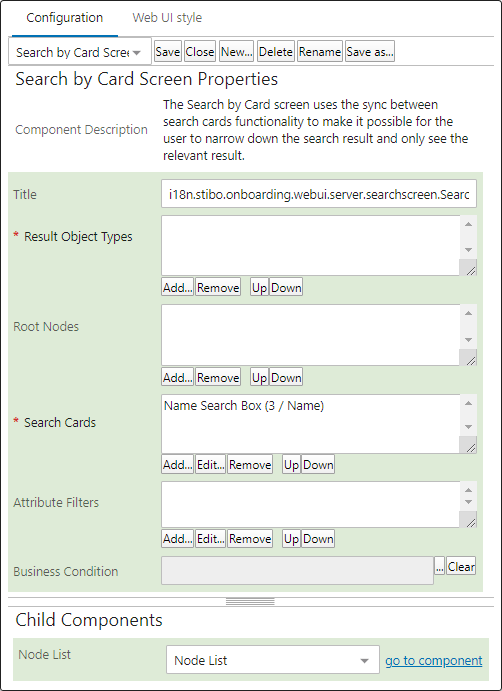 Configuration Web UI style
Search by Card Scree Save Close New... Delete Rename Save as...
Search by Card Screen Properties
Component Description
The Search by Card screen uses the sync between
search cards functionality to make it possible for
the user to narrow down the search result and only see the
relevant result.
Title i18n.stibo.onboarding.webui.server.searchscreen.Searc
* Result Object Types
Add... Remove Up Down
Root Nodes
Add... Remove Up Down
* Search Cards Name Search Box (3 / Name)
Add... Edit... Remove Up Down
Attribute Filters
Add... Edit... Remove Up Down
Business Condition ... Clear
Child Components
Node List Node List go to component